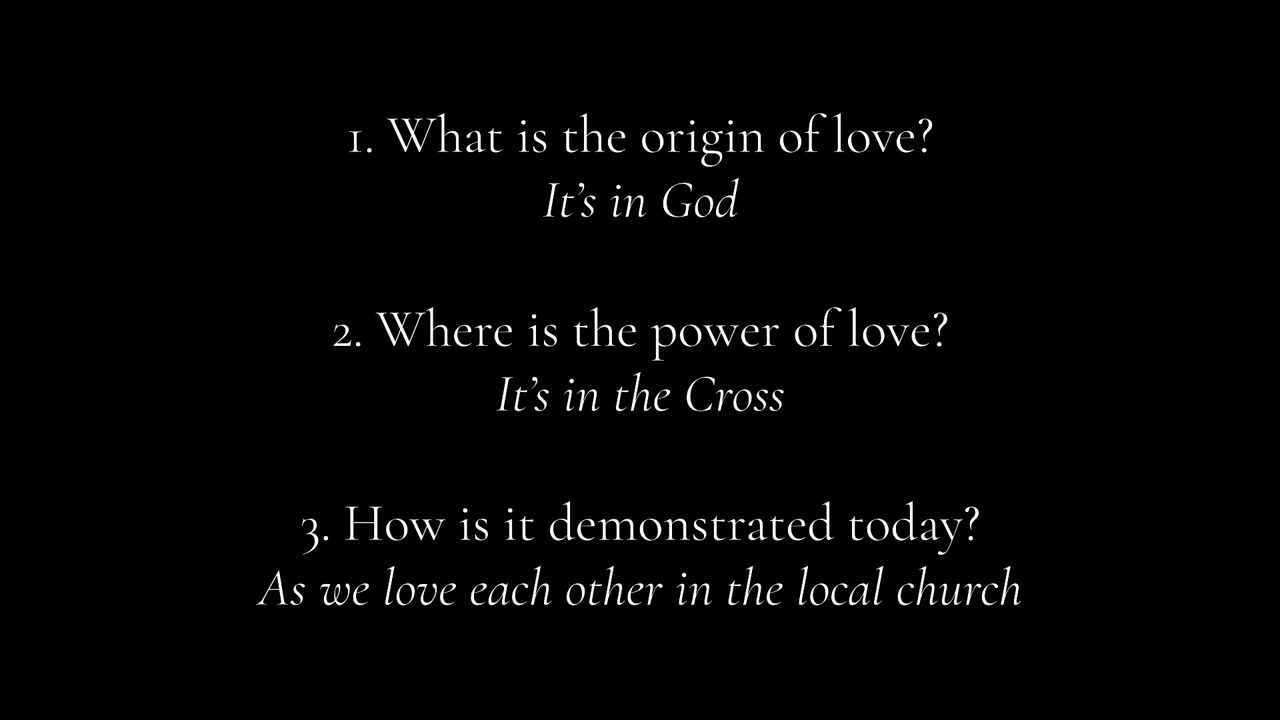 1. What is the origin of love?
It’s in God
2. Where is the power of love?
It’s in the Cross
3. How is it demonstrated today?
As we love each other in the local church